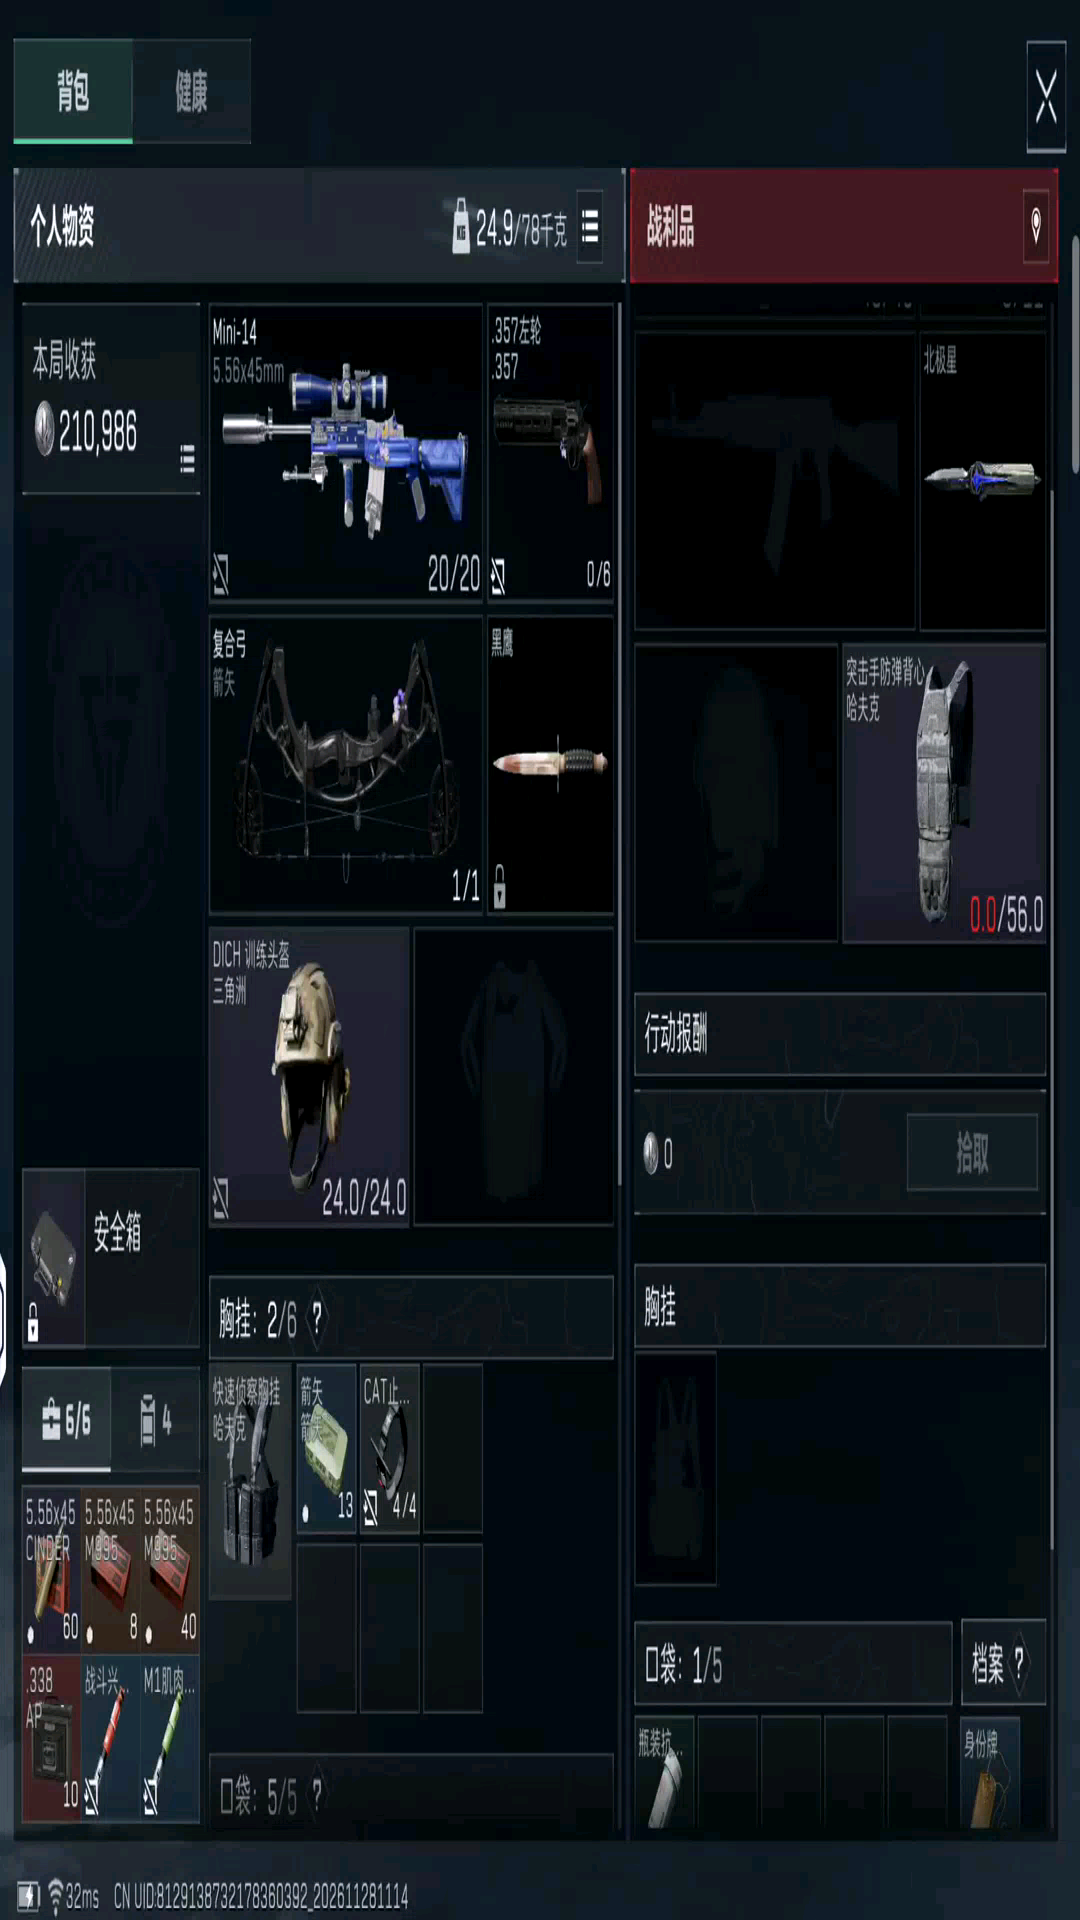 背包
健康
个人物资
KG
24.9/78千克
战利品
本局收获
210,986
Mini-14
5.56x45mm
20/20
.357左轮
.357
0/6
北极星
复合弓
箭矢
1/1
黑鹰
突击手防弹背心
哈夫克
0.0/56.0
DICH 训练头盔
三角洲
24.0/24.0
行动报酬
0
拾取
安全箱
胸挂: 2/6 ?
胸挂
快速侦察胸挂
哈夫克
箭矢
箭矢
13
CAT止...
4/4
6/6
4
5.56x45
CINDER
60
5.56x45
M995
8
5.56x45
M995
40
.338
AP
10
战斗兴...
M1肌肉...
口袋: 5/5 ?
口袋: 1/5
档案 ?
瓶装抗...
身份牌
32ms
CN UID:8129138732178360392_202611281114